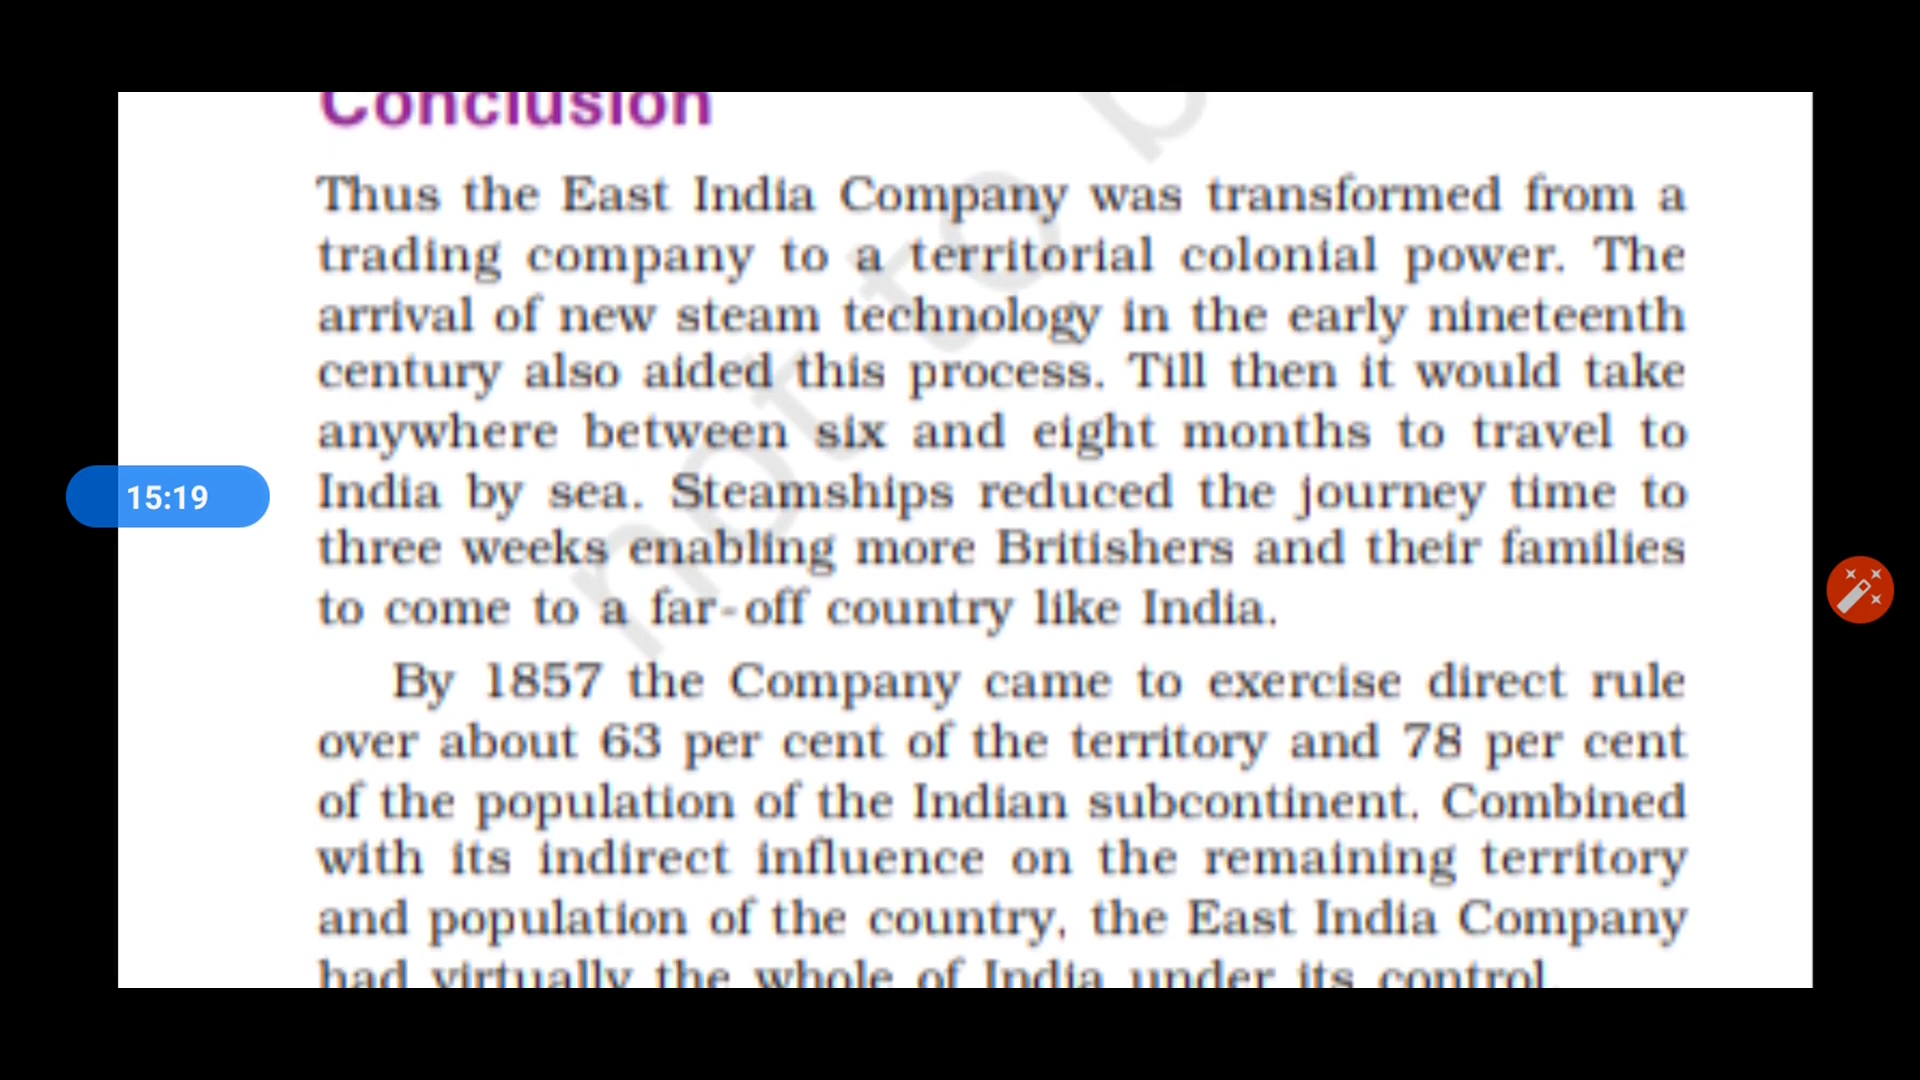 Conclusion
Thus the East India Company was transformed from a
trading company to a territorial colonial power. The
arrival of new steam technology in the early nineteenth
century also aided this process. Till then it would take
anywhere between six and eight months to travel to
India by sea. Steamships reduced the journey time to
three weeks enabling more Britishers and their families
to come to a far-off country like India.
By 1857 the Company came to exercise direct rule
over about 63 per cent of the territory and 78 per cent
of the population of the Indian subcontinent. Combined
with its indirect influence on the remaining territory
and population of the country, the East India Company
had virtually the whole of India under its control.
15:19
not to b